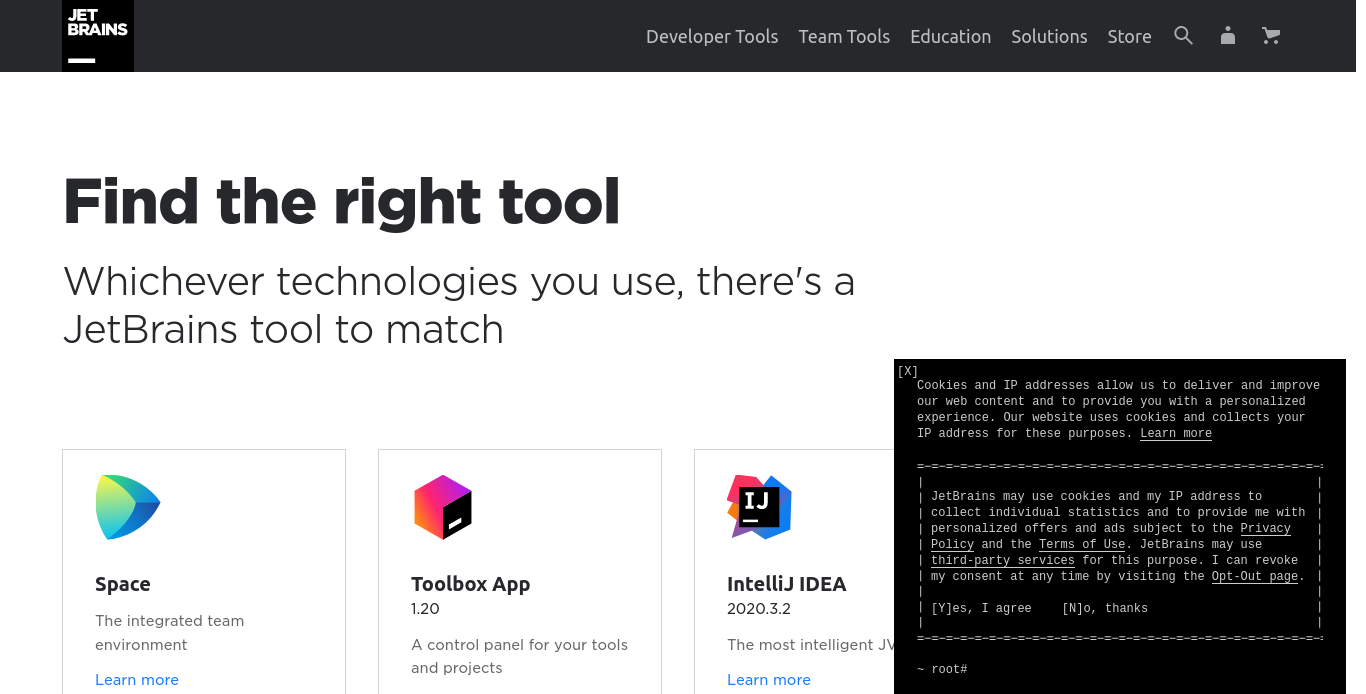 JET
BRAINS
Developer Tools Team Tools Education Solutions Store
Find the right tool
Whichever technologies you use, there's a
JetBrains tool to match
Space
The integrated team
environment
Learn more
Toolbox App
1.20
A control panel for your tools
and projects
IJ
IntelliJ IDEA
2020.3.2
The most intelligent
Learn more
[X]
Cookies and IP addresses allow us to deliver and improve
our web content and to provide you with a personalized
experience. Our website uses cookies and collects your
IP address for these purposes. Learn more
JetBrains may use cookies and my IP address to
collect individual statistics and to provide me with
personalized offers and ads subject to the Privacy
Policy and the Terms of Use. JetBrains may use
third-party services for this purpose. I can revoke
my consent at any time by visiting the Opt-Out page.
[Y]es, I agree [N]o, thanks
~ root#